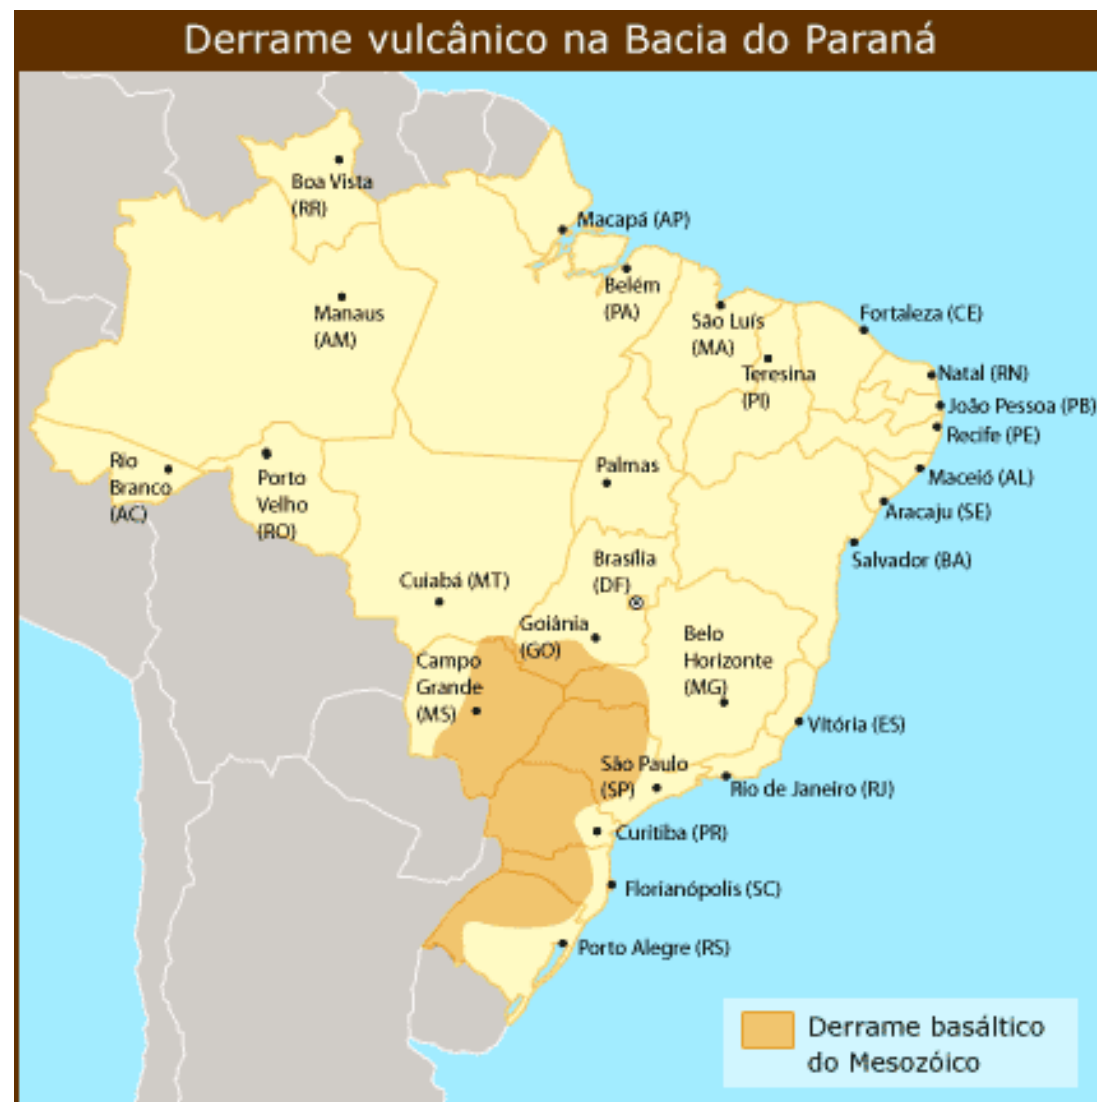 Derrame vulcânico na Bacia do Paraná
Boa Vista
(RR)
Macapá (AP)
Belém
(PA)
Manaus
(AM)
São Luís
(MA)
Fortaleza (CE)
Teresina
(PI)
Natal (RN)
João Pessoa (PB)
Recife (PE)
Rio
Branco
(AC)
Porto
Velho
(RO)
Palmas
Maceió (AL)
Aracaju (SE)
Salvador (BA)
Brasília
(DF)
Cuiabá (MT)
Goiânia
(GO)
Belo
Horizonte
(MG)
Campo
Grande
(MS)
Vitória (ES)
São Paulo
(SP)
Rio de Janeiro (RJ)
Curitiba (PR)
Florianópolis (SC)
Porto Alegre (RS)
Derrame basáltico
do Mesozóico